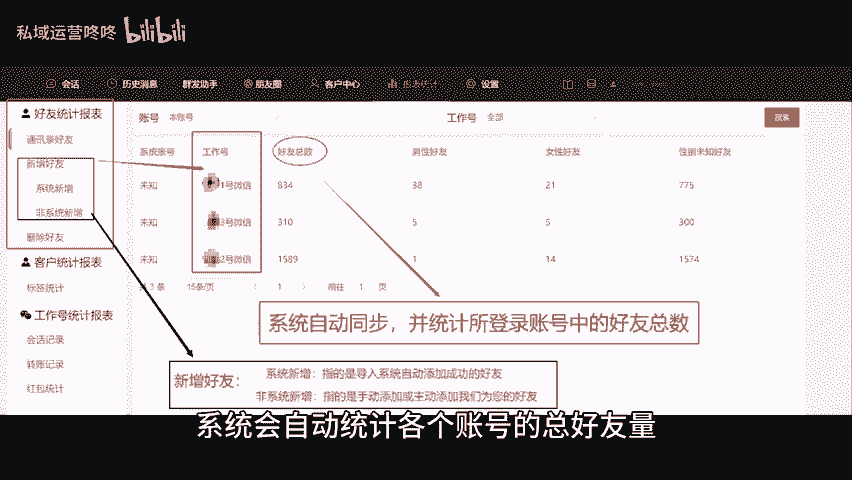 私域运营咚咚 bilibili
会话 历史消息 群发助手 朋友圈 客户中心 报表统计 设置
好友统计报表
通讯录好友
新增好友
系统新增
非系统新增
删除好友
客户统计报表
标签统计
工作号统计报表
会话记录
转账记录
红包统计
账号 本账号 工作号 全部 搜索
系统账号 工作号 好友总数 男性好友 女性好友 性别未知好友
未知 1号微信 834 38 21 775
未知 3号微信 310 5 5 300
未知 2号微信 1589 1 14 1574
共 3 条 15条/页 1 前往 1 页
系统自动同步，并统计所登录账号中的好友总数
新增好友：
系统新增：指的是导入系统自动添加成功的好友
非系统新增：指的是手动添加或主动添加我们为您的好友
系统会自动统计各个账号的总好友量